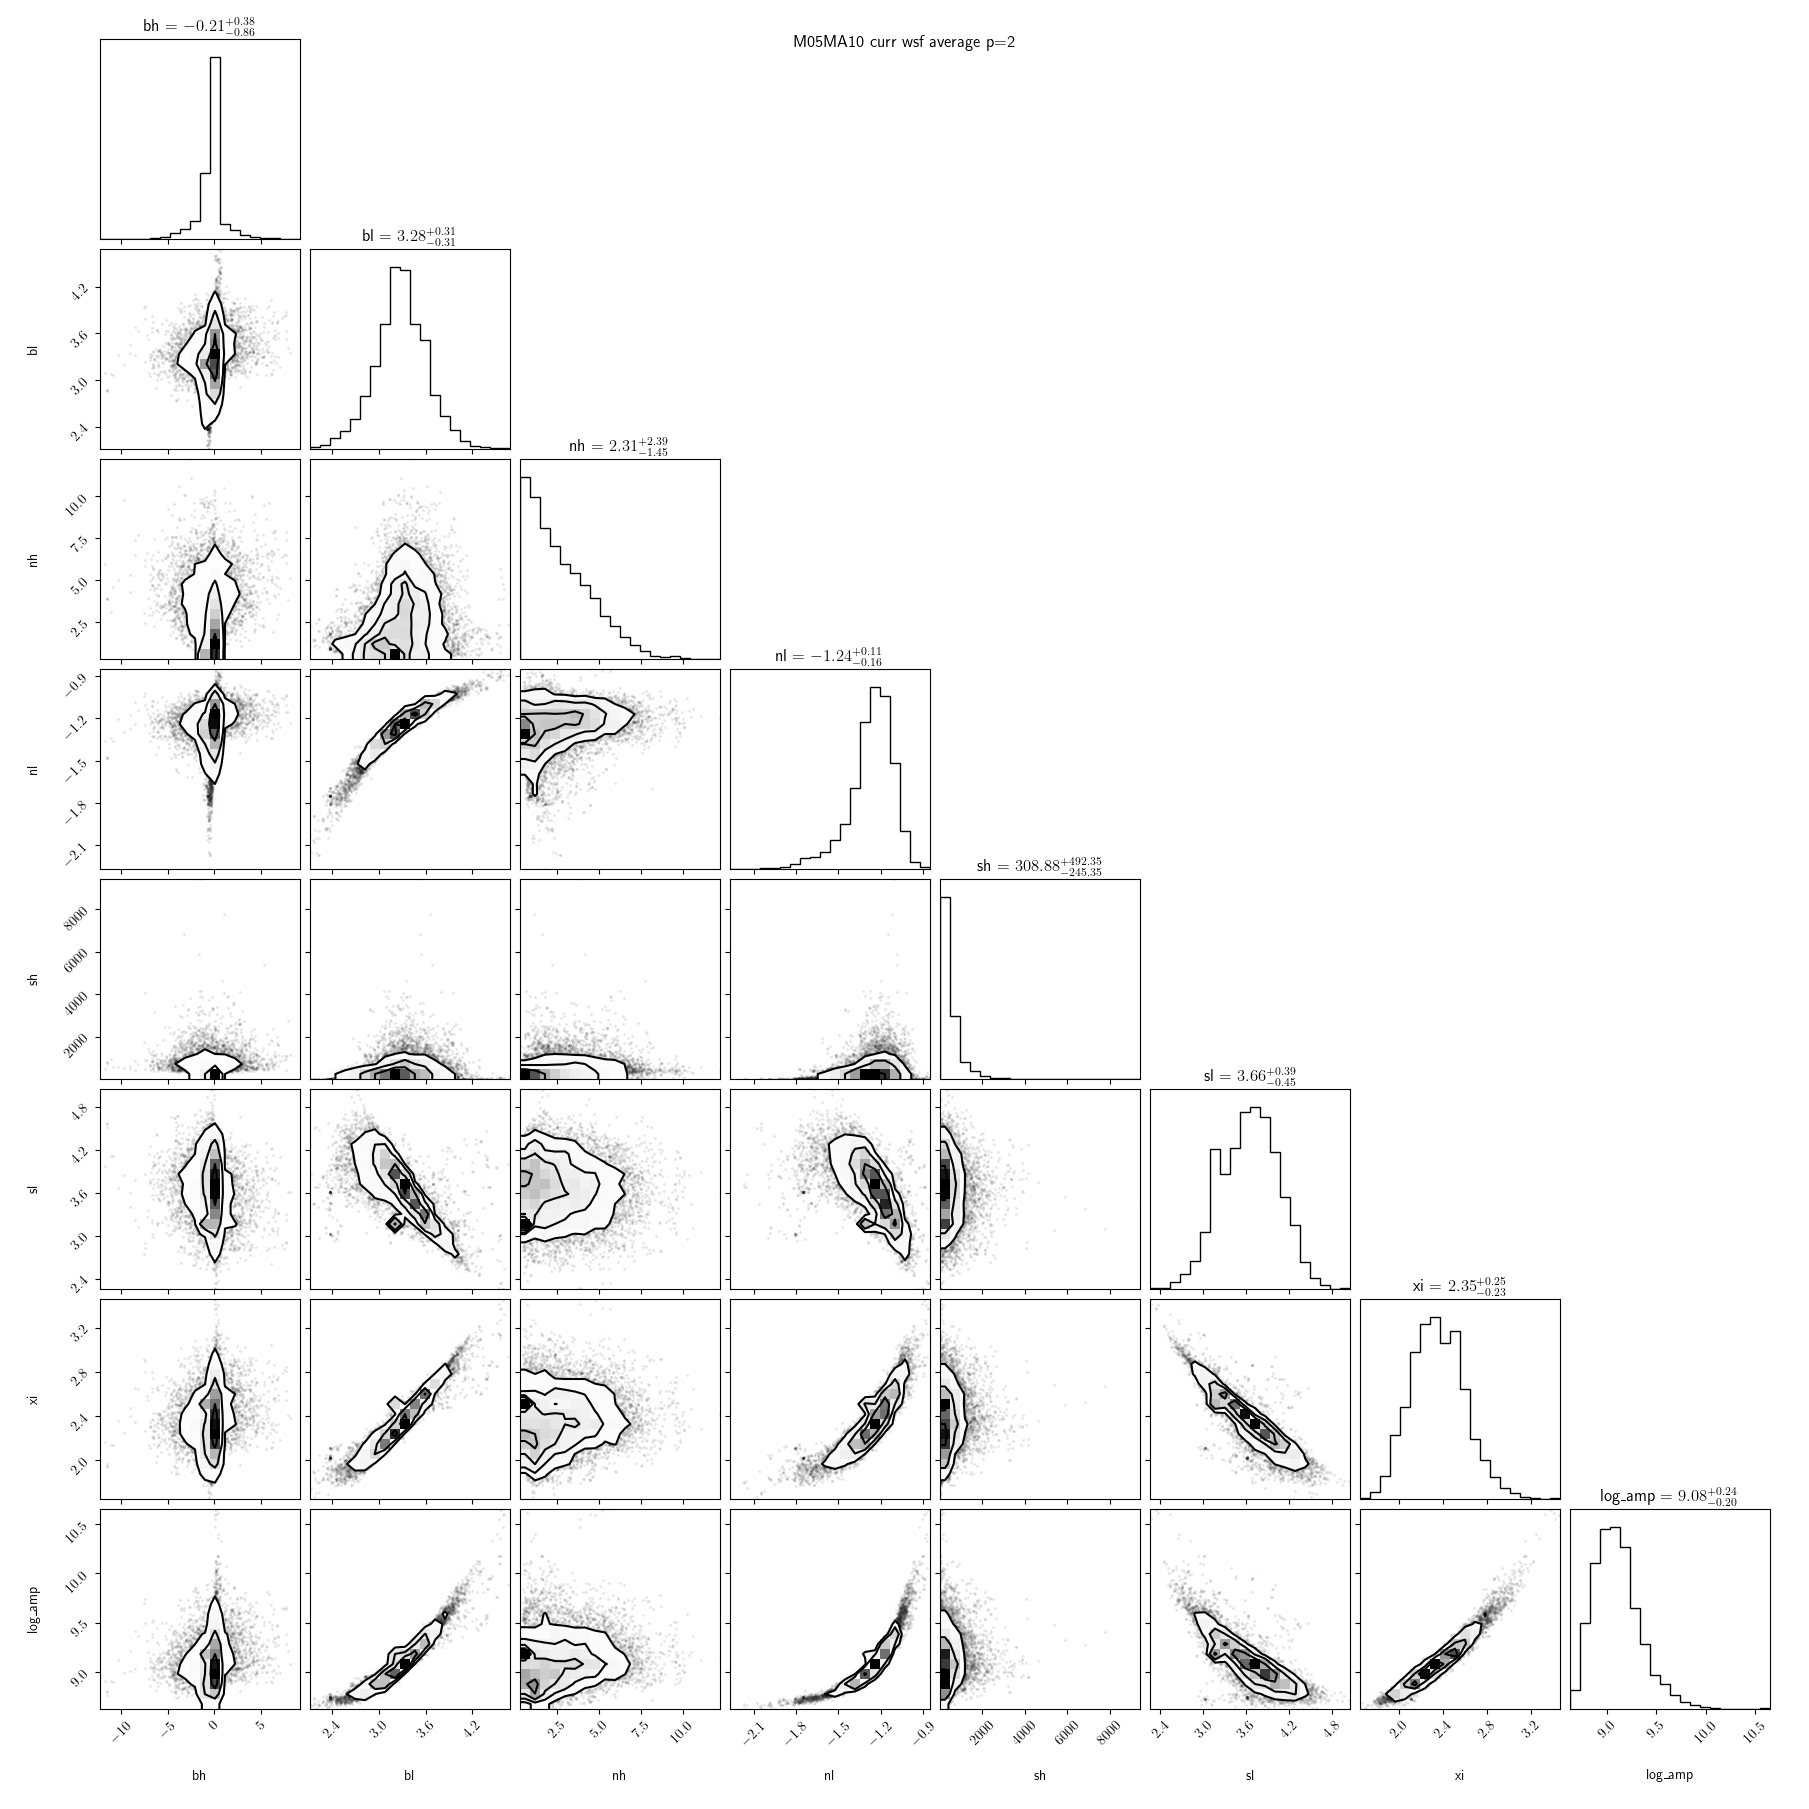 M05MA10 curr wsf average p=2
bh = −0.21 +0.38 −0.86
bl = 3.28 +0.31 −0.31
bl
4.2
3.6
3.0
2.4
nh = 2.31 +2.39 −1.45
nh
10.0
7.5
5.0
2.5
nl = −1.24 +0.11 −0.16
nl
−0.9
−1.2
−1.5
−1.8
−2.1
sh = 308.88 +492.35 −245.35
sh
8000
6000
4000
2000
sl = 3.66 +0.39 −0.45
sl
4.8
4.2
3.6
3.0
2.4
xi = 2.35 +0.25 −0.23
xi
3.2
2.8
2.4
2.0
log_amp = 9.08 +0.24 −0.20
log_amp
10.5
10.0
9.5
9.0
−10 −5 0 5
2.4 3.0 3.6 4.2
2.5 5.0 7.5 10.0
−2.1 −1.8 −1.5 −1.2 −0.9
2000 4000 6000 8000
2.4 3.0 3.6 4.2 4.8
2.0 2.4 2.8 3.2
9.0 9.5 10.0 10.5
bh bl nh nl sh sl xi log_amp